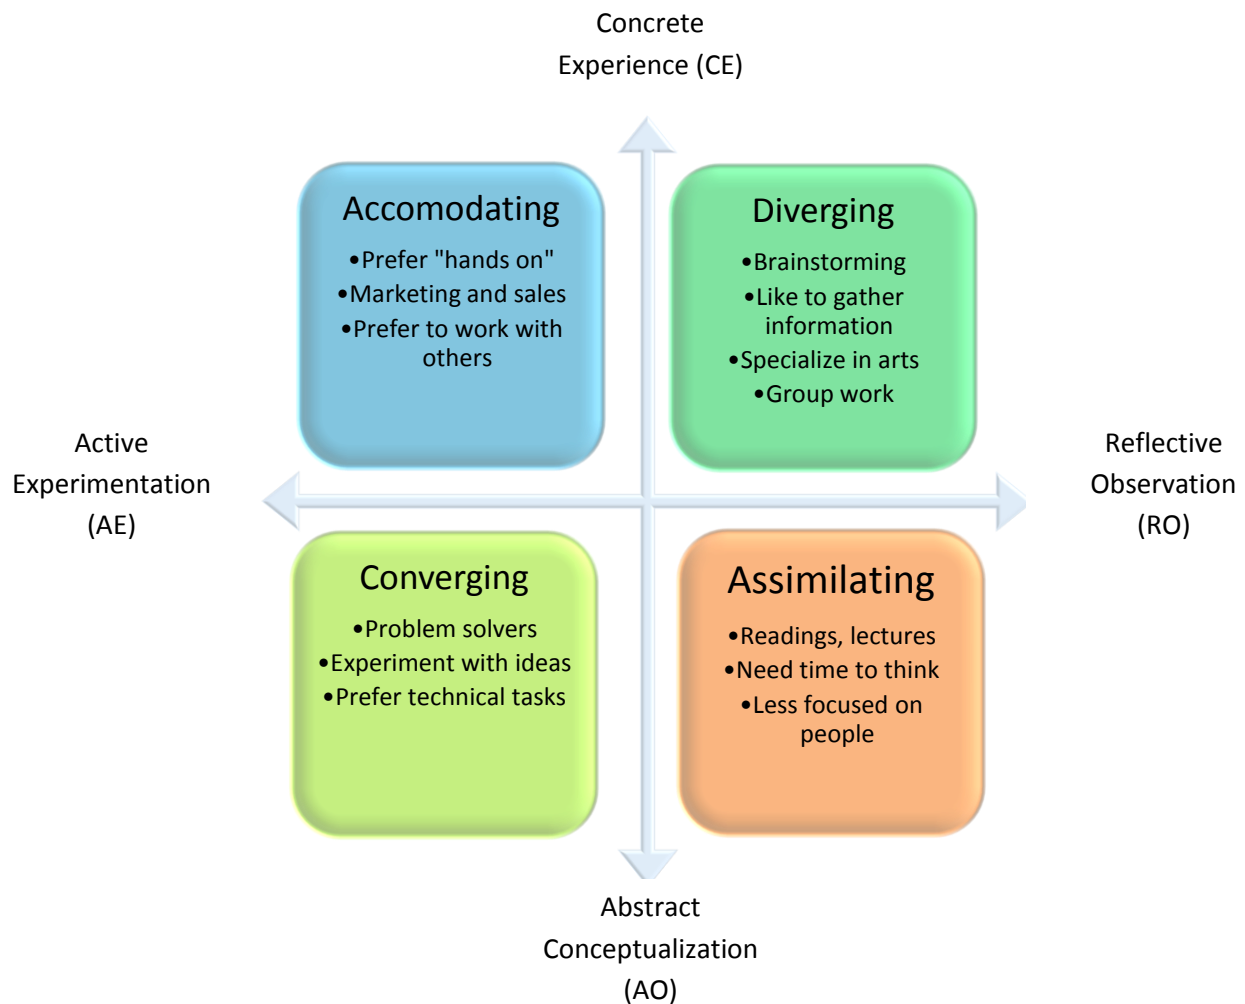 Concrete
Experience (CE)
Accomodating
•Prefer "hands on"
•Marketing and sales
•Prefer to work with
others
Diverging
•Brainstorming
•Like to gather
information
•Specialize in arts
•Group work
Active
Experimentation
(AE)
Reflective
Observation
(RO)
Converging
•Problem solvers
•Experiment with ideas
•Prefer technical tasks
Assimilating
•Readings, lectures
•Need time to think
•Less focused on
people
Abstract
Conceptualization
(AO)